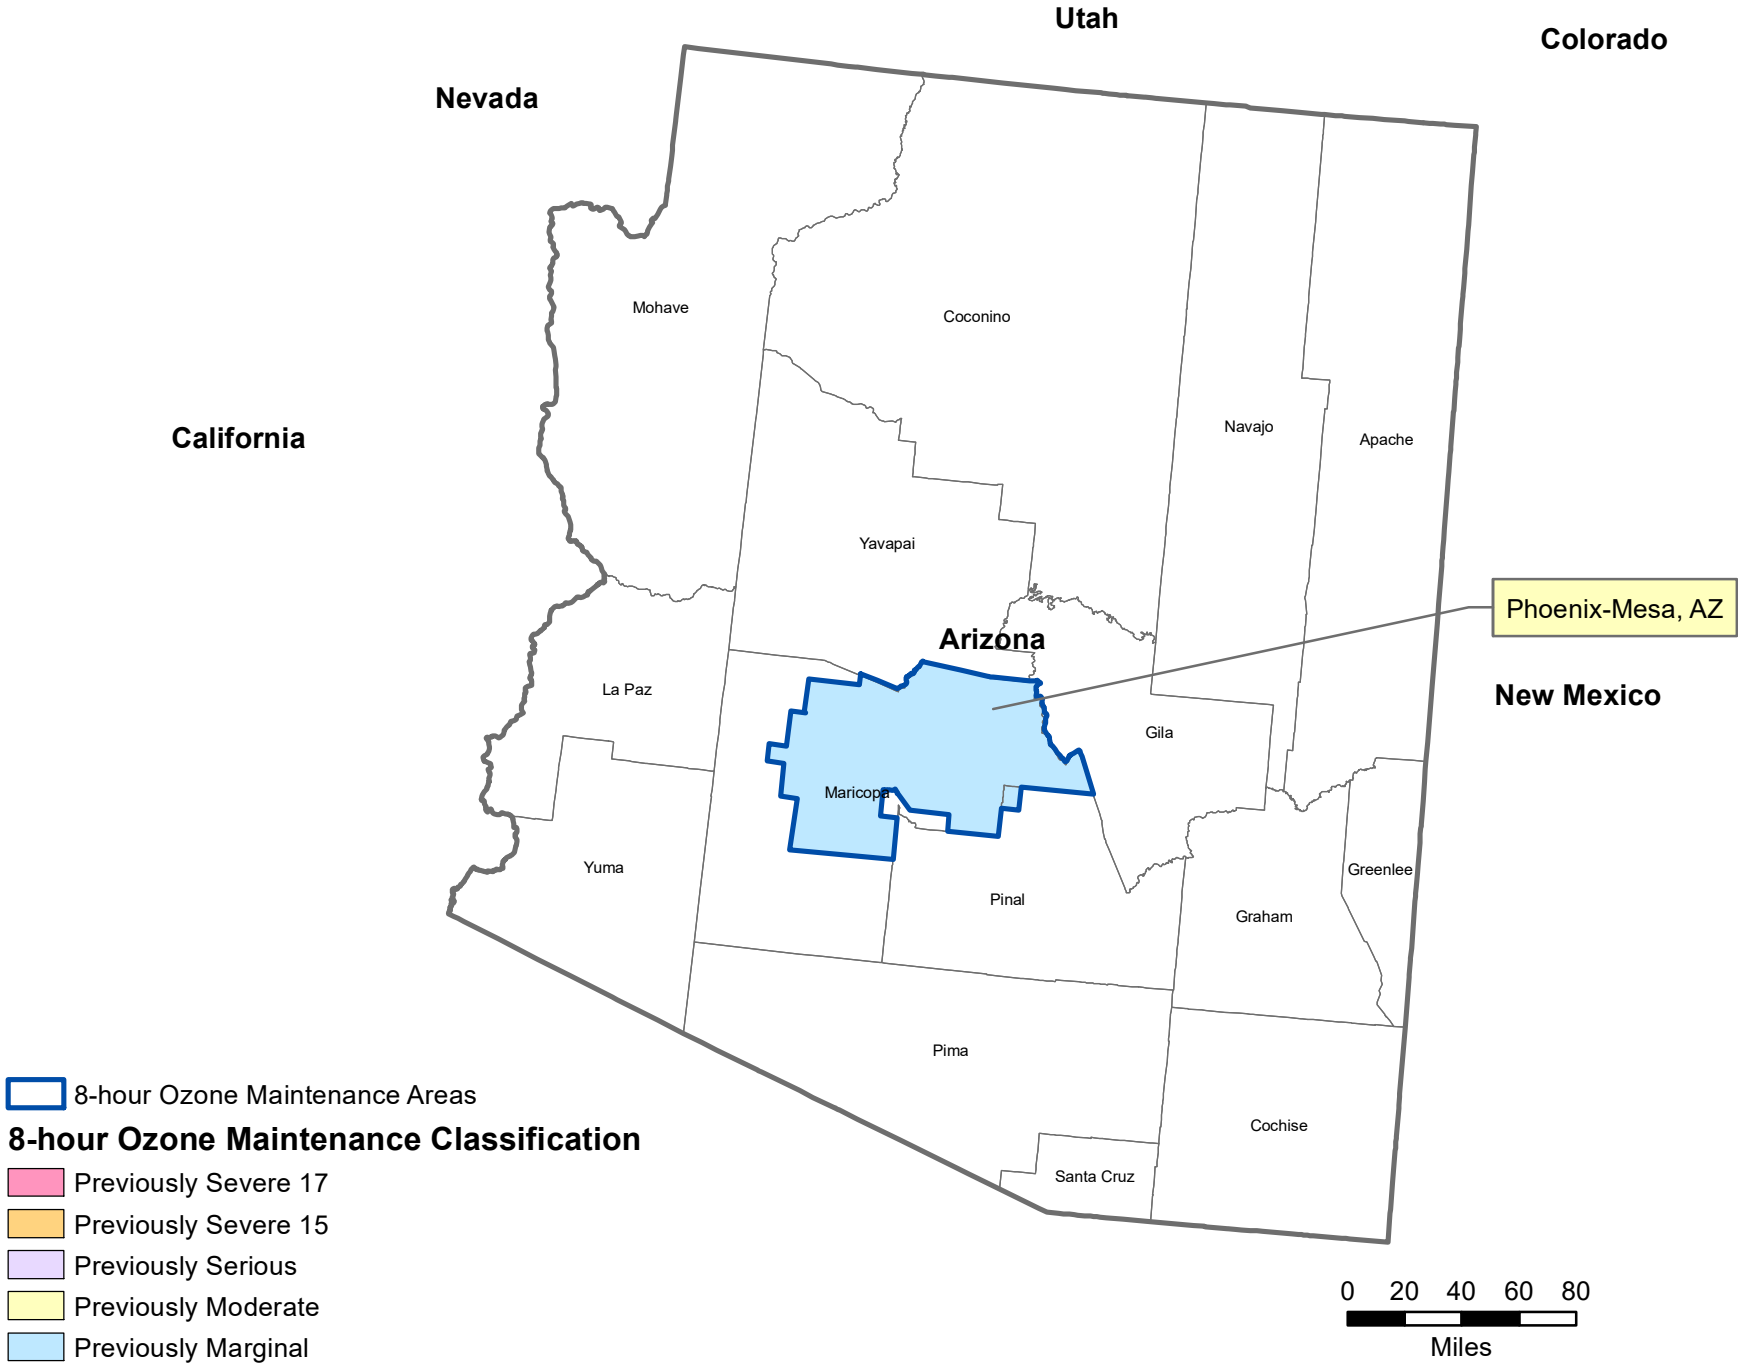 Utah
Colorado
Nevada
Mohave
Coconino
California
Navajo
Apache
Yavapai
Phoenix-Mesa, AZ
Arizona
La Paz
New Mexico
Gila
Maricopa
Yuma
Greenlee
Pinal
Graham
Pima
8-hour Ozone Maintenance Areas
8-hour Ozone Maintenance Classification
Cochise
Santa Cruz
Previously Severe 17
Previously Severe 15
Previously Serious
Previously Moderate
Previously Marginal
0 20 40 60 80
Miles